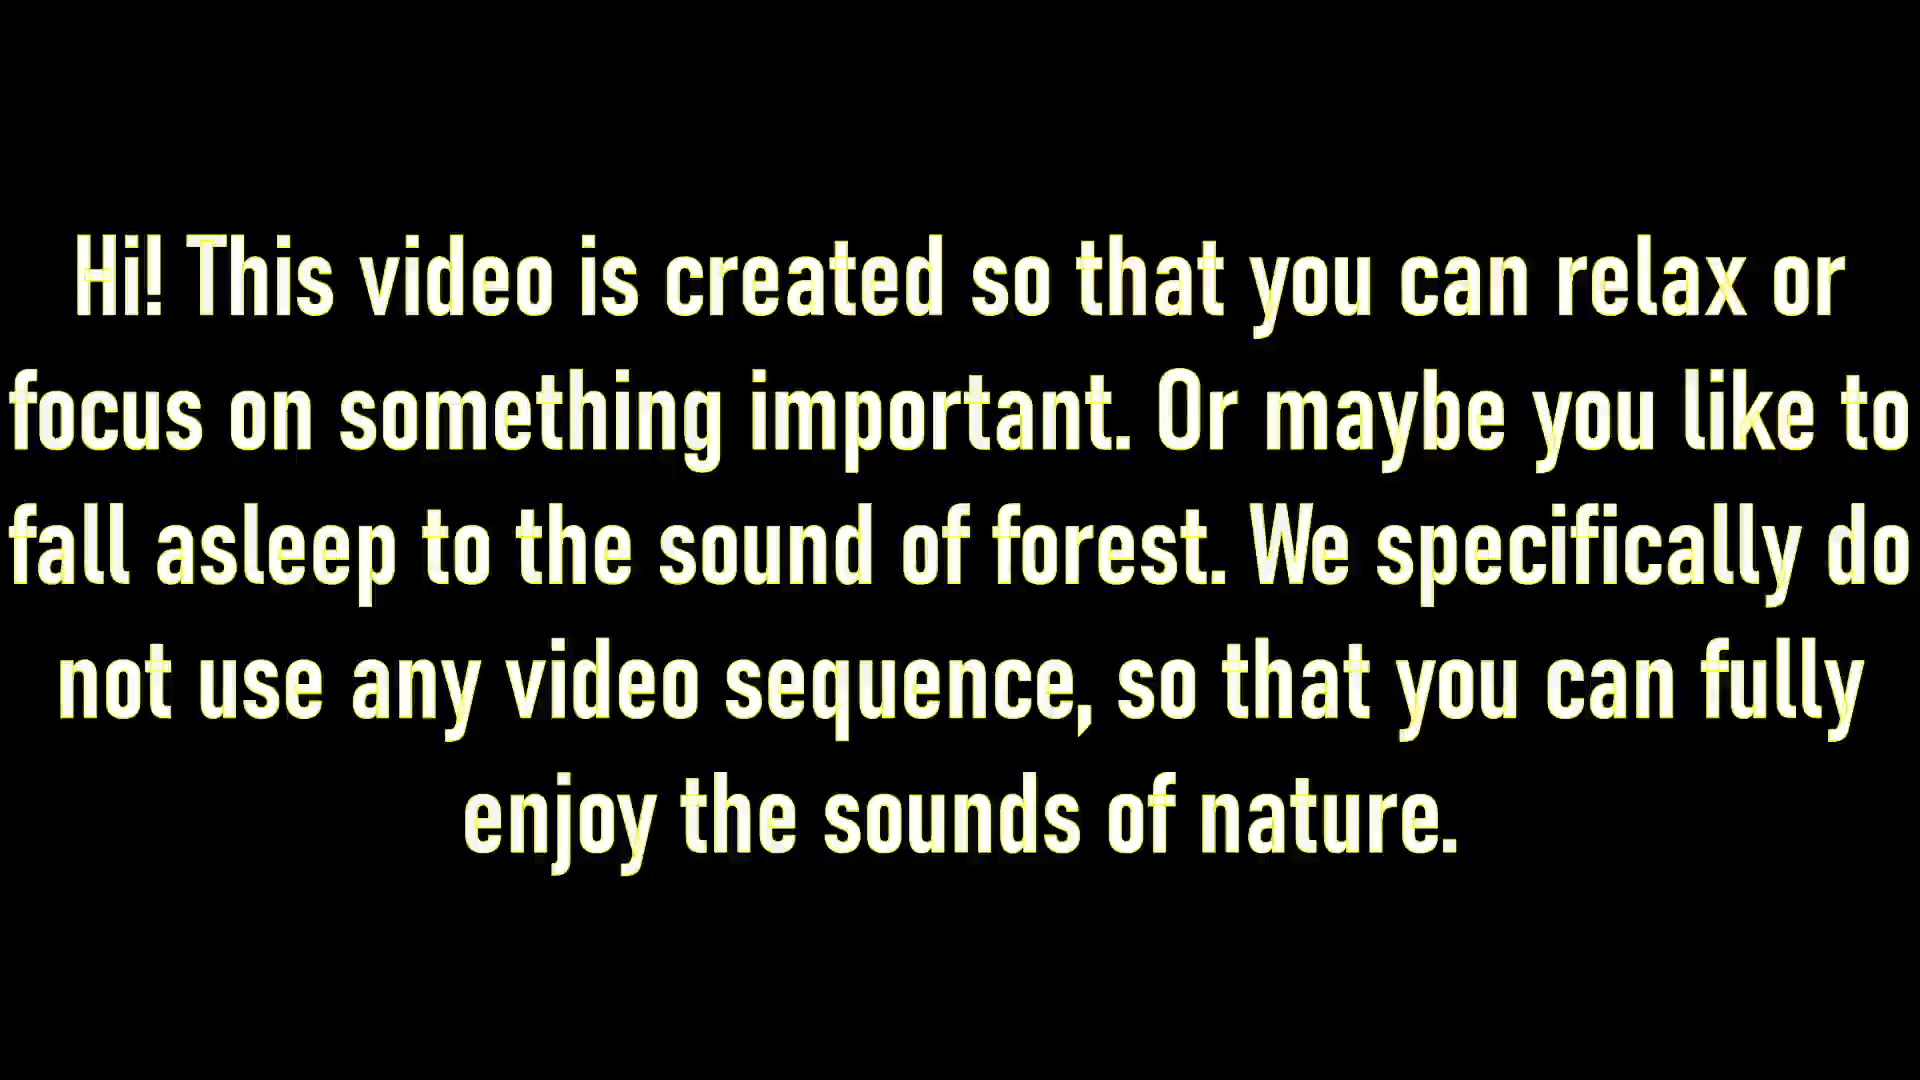 Hi! This video is created so that you can relax or
focus on something important. Or maybe you like to
fall asleep to the sound of forest. We specifically do
not use any video sequence, so that you can fully
enjoy the sounds of nature.